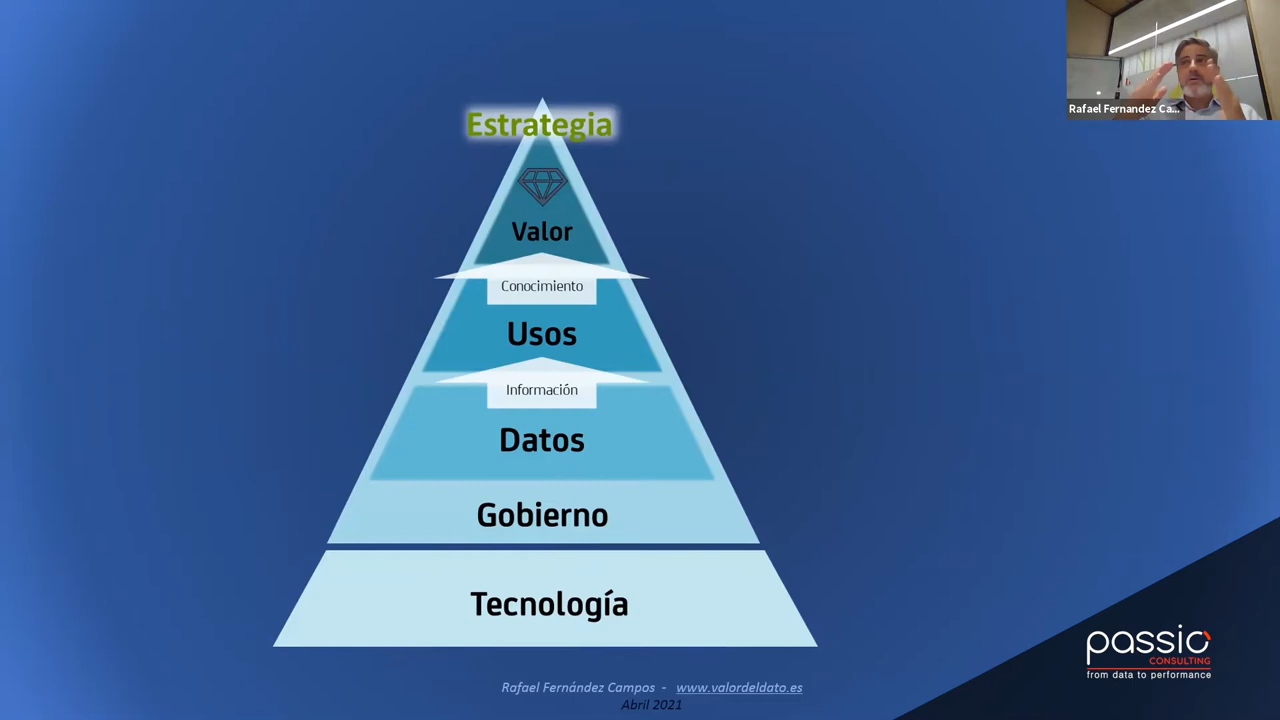 Rafael Fernandez Ca...
Estrategia
Valor
Conocimiento
Usos
Información
Datos
Gobierno
Tecnología
passiò
CONSULTING
from data to performance
Rafael Fernández Campos - www.valordeldato.es
Abril 2021